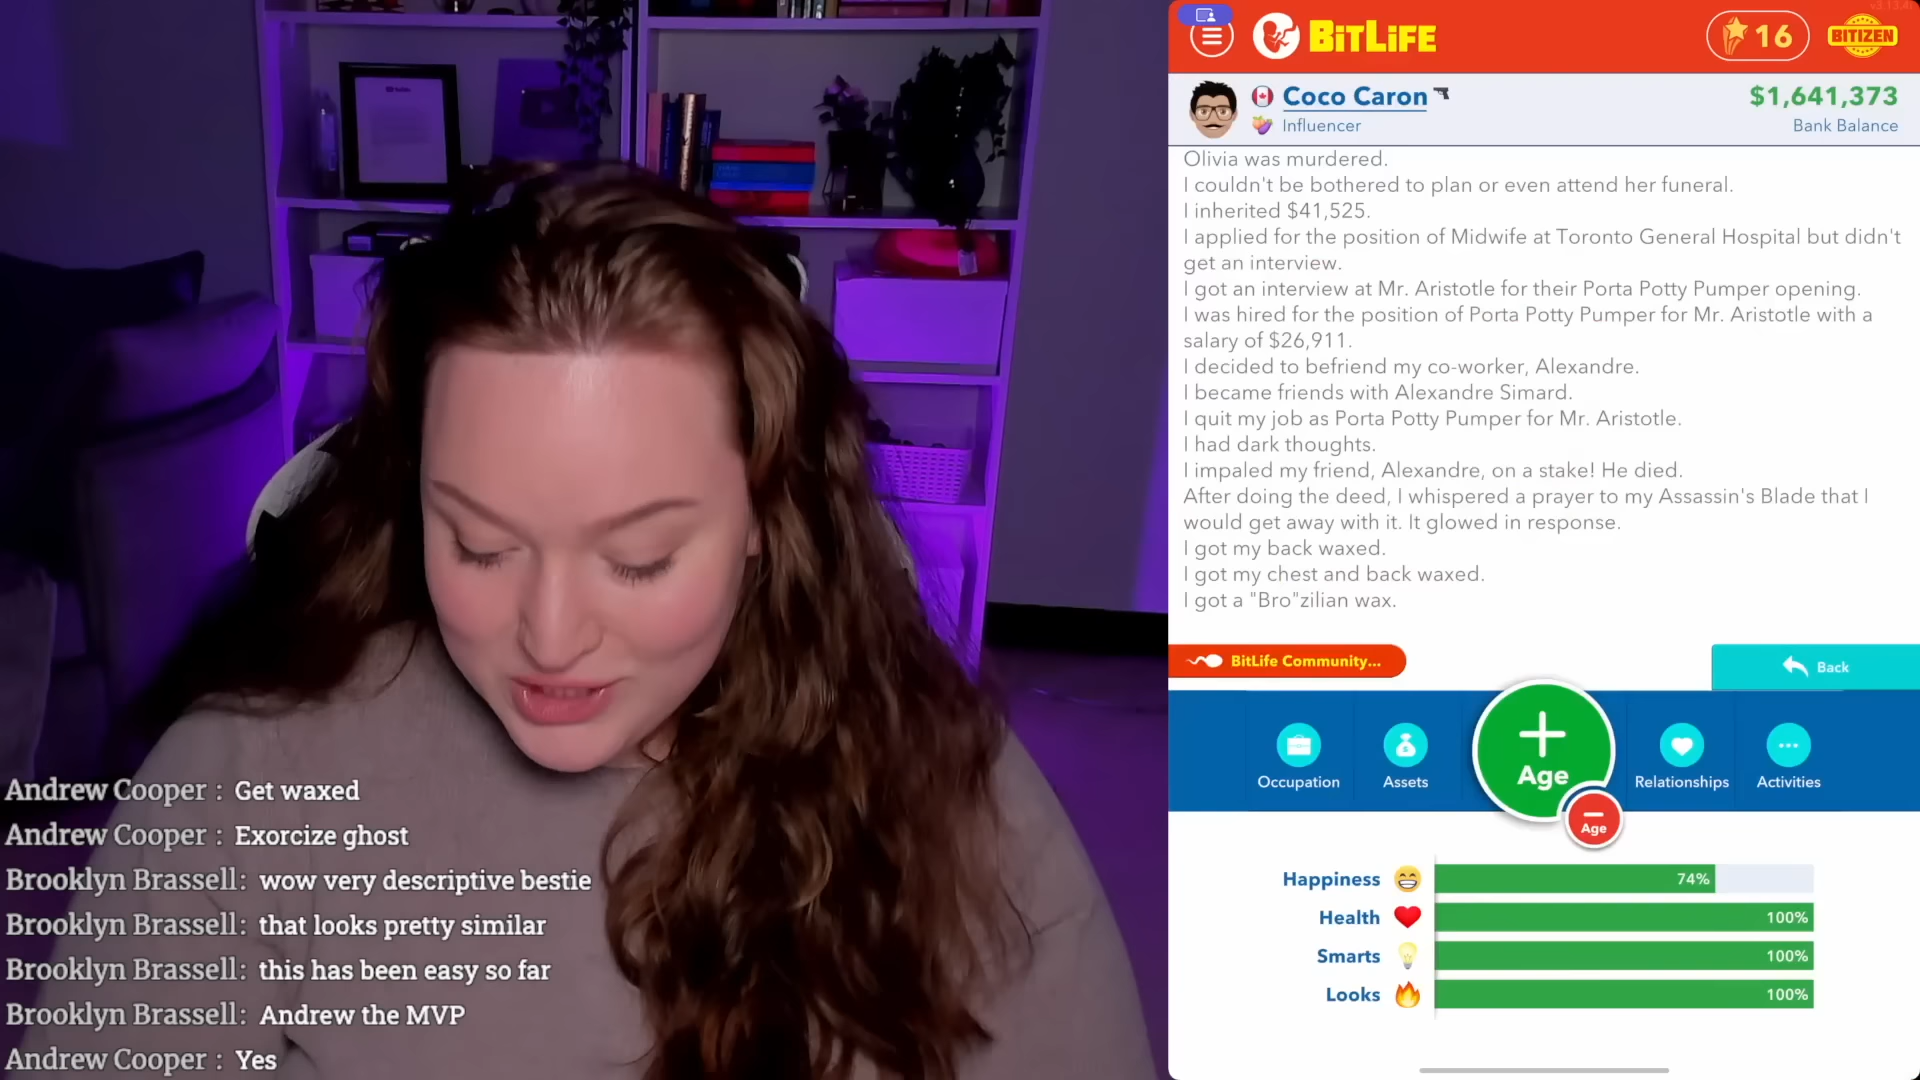 Andrew Cooper : Get waxed
Andrew Cooper : Exorcize ghost
Brooklyn Brassell: wow very descriptive bestie
Brooklyn Brassell: that looks pretty similar
Brooklyn Brassell: this has been easy so far
Brooklyn Brassell: Andrew the MVP
Andrew Cooper : Yes
BITLIFE
16
BITIZEN
Coco Caron
$1,641,373
Influencer
Bank Balance
Olivia was murdered.
I couldn't be bothered to plan or even attend her funeral.
I inherited $41,525.
I applied for the position of Midwife at Toronto General Hospital but didn't
get an interview.
I got an interview at Mr. Aristotle for their Porta Potty Pumper opening.
I was hired for the position of Porta Potty Pumper for Mr. Aristotle with a
salary of $26,911.
I decided to befriend my co-worker, Alexandre.
I became friends with Alexandre Simard.
I quit my job as Porta Potty Pumper for Mr. Aristotle.
I had dark thoughts.
I impaled my friend, Alexandre, on a stake! He died.
After doing the deed, I whispered a prayer to my Assassin's Blade that I
would get away with it. It glowed in response.
I got my back waxed.
I got my chest and back waxed.
I got a "Bro"zilian wax.
BitLife Community...
Back
Occupation
Assets
+
Age
Relationships
Activities
Age
Happiness 74%
Health 100%
Smarts 100%
Looks 100%